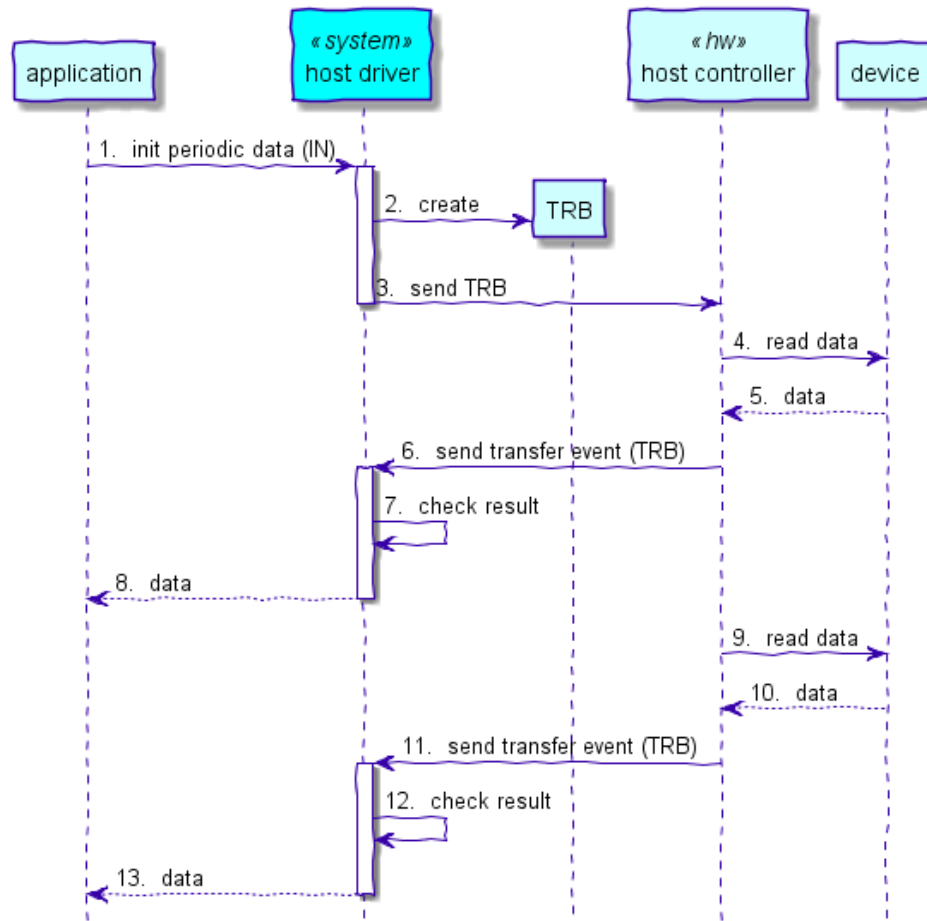 application
«system»
host driver
«hw»
host controller
device
1. init periodic data (IN)
2. create
TRB
3. send TRB
4. read data
5. data
6. send transfer event (TRB)
7. check result
8. data
9. read data
10. data
11. send transfer event (TRB)
12. check result
13. data